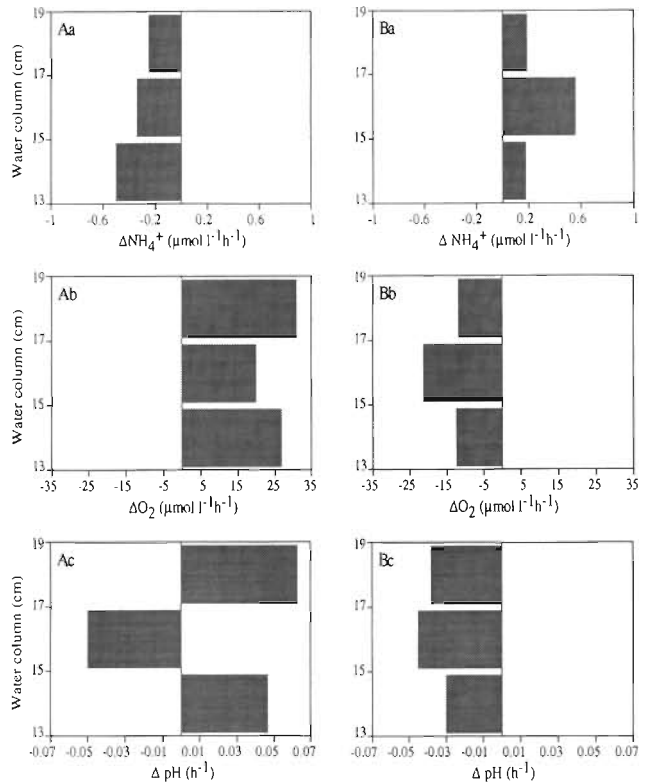 Aa
Water column (cm)
19
17
15
13
-1 -0.6 -0.2 0.2 0.6 1
ΔNH₄⁺ (μmol l⁻¹h⁻¹)
Ba
19
17
15
13
-1 -0.6 -0.2 0.2 0.6 1
Δ NH₄⁺ (μmol l⁻¹h⁻¹)
Ab
Water column (cm)
19
17
15
13
-35 -25 -15 -5 5 15 25 35
ΔO₂ (μmol l⁻¹h⁻¹)
Bb
19
17
15
13
-35 -25 -15 -5 5 15 25 35
ΔO₂ (μmol l⁻¹h⁻¹)
Ac
Water column (cm)
19
17
15
13
-0.07 -0.05 -0.03 -0.01 0.01 0.03 0.05 0.07
Δ pH (h⁻¹)
Bc
19
17
15
13
-0.07 -0.05 -0.03 -0.01 0.01 0.03 0.05 0.07
Δ pH (h⁻¹)